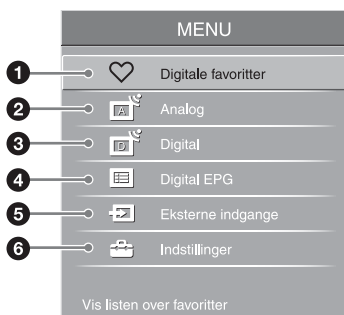 MENU
1 Digitale favoritter
2 A Analog
3 D Digital
4 Digital EPG
5 Eksterne indgange
6 Indstillinger
Vis listen over favoritter